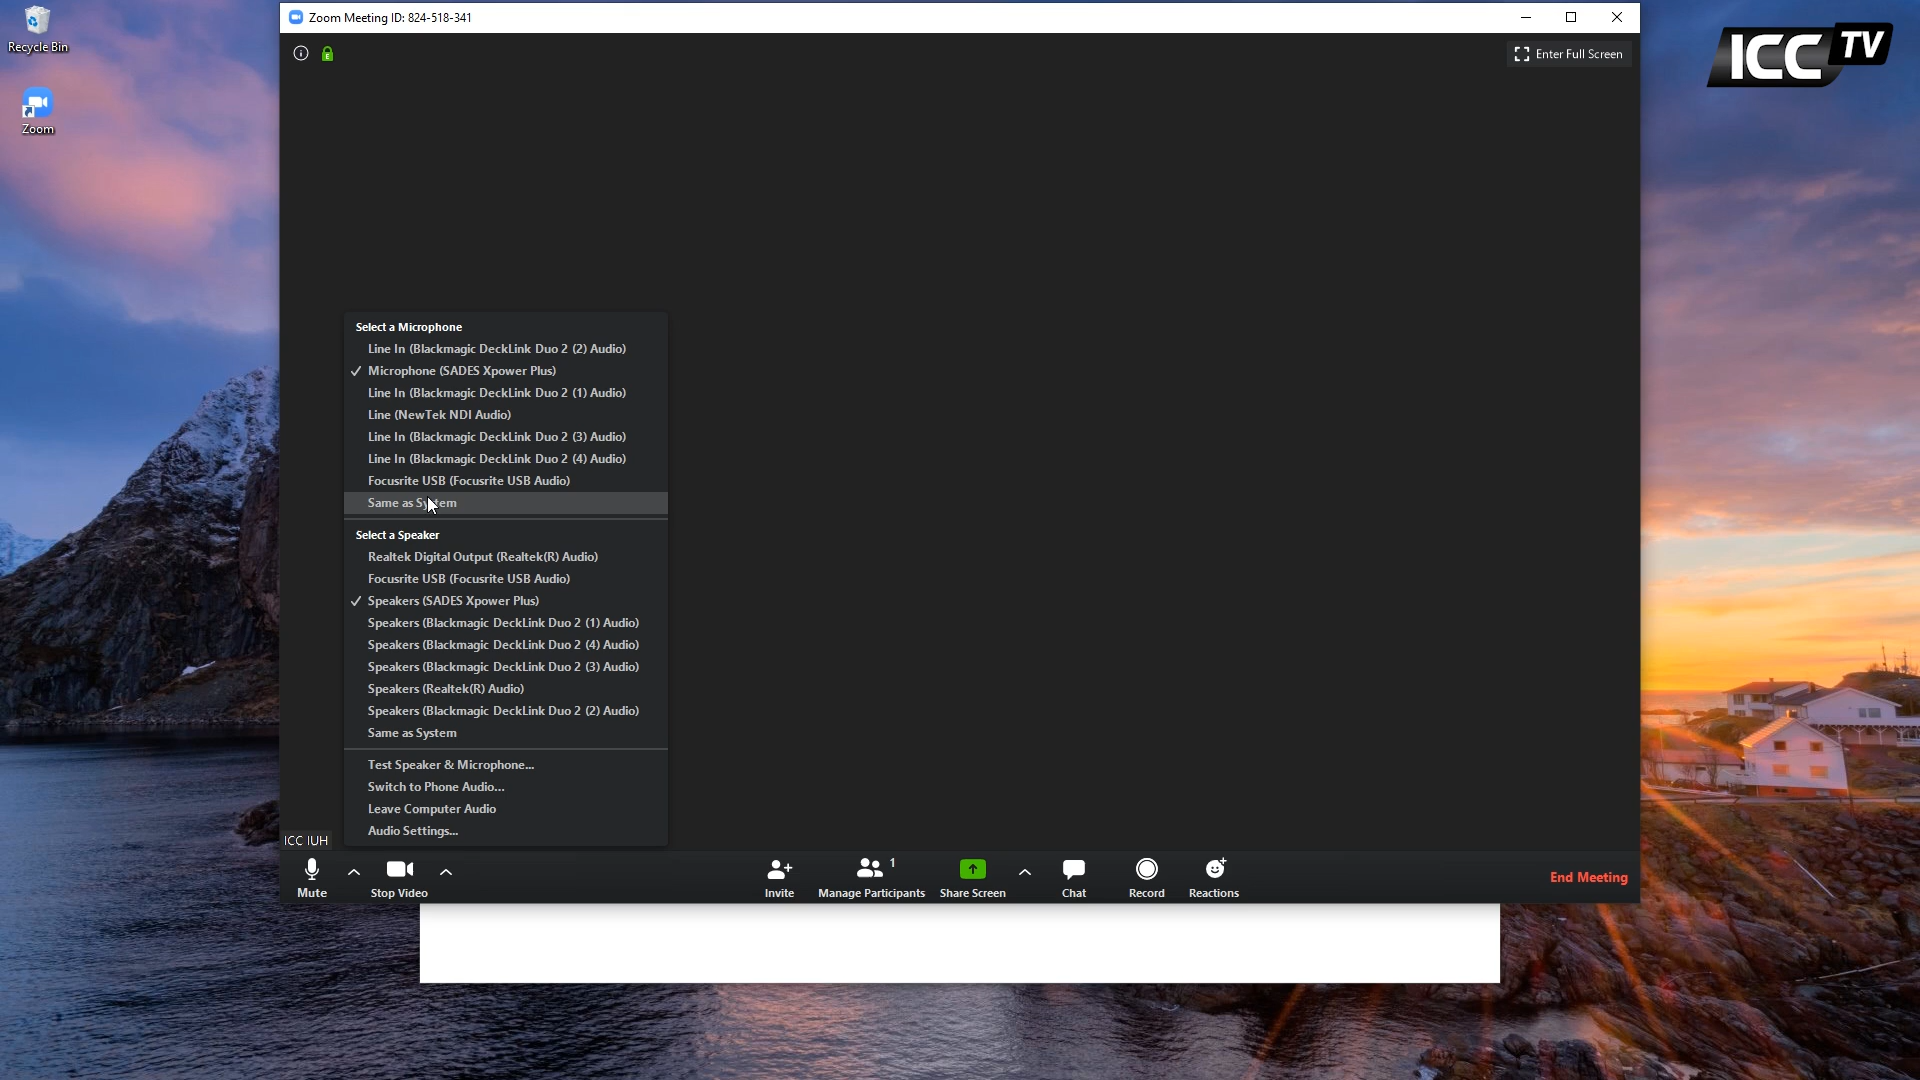 Recycle Bin
Zoom
Zoom Meeting ID: 824-518-341
Enter Full Screen
ICC TV
Select a Microphone
Line In (Blackmagic DeckLink Duo 2 (2) Audio)
✓ Microphone (SADES Xpower Plus)
Line In (Blackmagic DeckLink Duo 2 (1) Audio)
Line (NewTek NDI Audio)
Line In (Blackmagic DeckLink Duo 2 (3) Audio)
Line In (Blackmagic DeckLink Duo 2 (4) Audio)
Focusrite USB (Focusrite USB Audio)
Same as System
Select a Speaker
Realtek Digital Output (Realtek(R) Audio)
Focusrite USB (Focusrite USB Audio)
✓ Speakers (SADES Xpower Plus)
Speakers (Blackmagic DeckLink Duo 2 (1) Audio)
Speakers (Blackmagic DeckLink Duo 2 (4) Audio)
Speakers (Blackmagic DeckLink Duo 2 (3) Audio)
Speakers (Realtek(R) Audio)
Speakers (Blackmagic DeckLink Duo 2 (2) Audio)
Same as System
Test Speaker & Microphone...
Switch to Phone Audio...
Leave Computer Audio
Audio Settings...
ICC IUH
Mute
Stop Video
Invite
1
Manage Participants
Share Screen
Chat
Record
Reactions
End Meeting